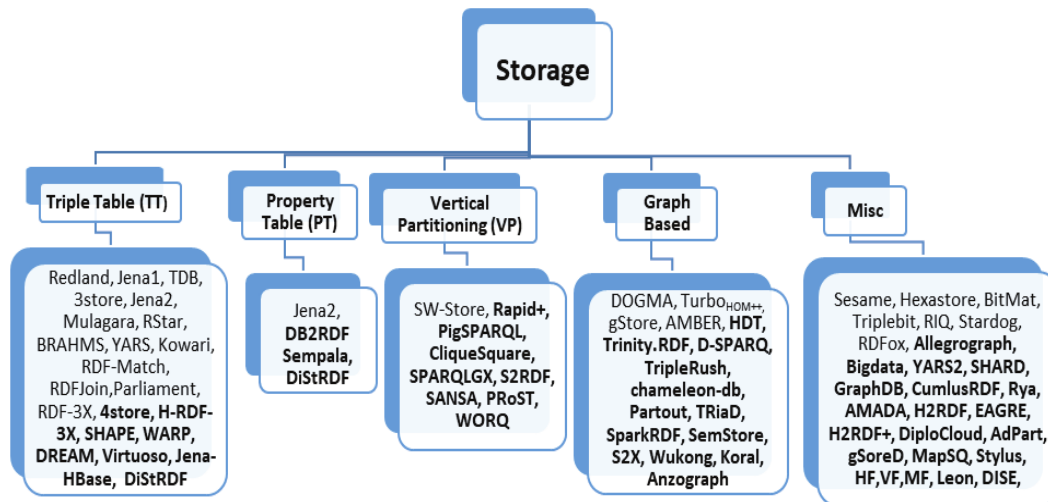 Storage
Triple Table (TT)
Property
Table (PT)
Vertical
Partitioning (VP)
Graph
Based
Misc
Redland, Jena1, TDB,
3store, Jena2,
Mulagara, RStar,
BRAHMS, YARS, Kowari,
RDF-Match,
RDFJoin,Parliament,
RDF-3X, 4store, H-RDF-
3X, SHAPE, WARP,
DREAM, Virtuoso, Jena-
HBase, DiStRDF
Jena2,
DB2RDF
Sempala,
DiStRDF
SW-Store, Rapid+,
PigSPARQL,
CliqueSquare,
SPARQLGX, S2RDF,
SANSA, PRoST,
WORQ
DOGMA, TurboHOM++,
gStore, AMBER, HDT,
Trinity.RDF, D-SPARQ,
TripleRush,
chameleon-db,
Partout, TRiaD,
SparkRDF, SemStore,
S2X, Wukong, Koral,
Anzograph
Sesame, Hexastore, BitMat,
Triplebit, RIQ, Stardog,
RDFox, Allegrograph,
Bigdata, YARS2, SHARD,
GraphDB, CumlusRDF, Rya,
AMADA, H2RDF, EAGRE,
H2RDF+, DiploCloud, AdPart,
gSoreD, MapSQ, Stylus,
HF,VF,MF, Leon, DISE,